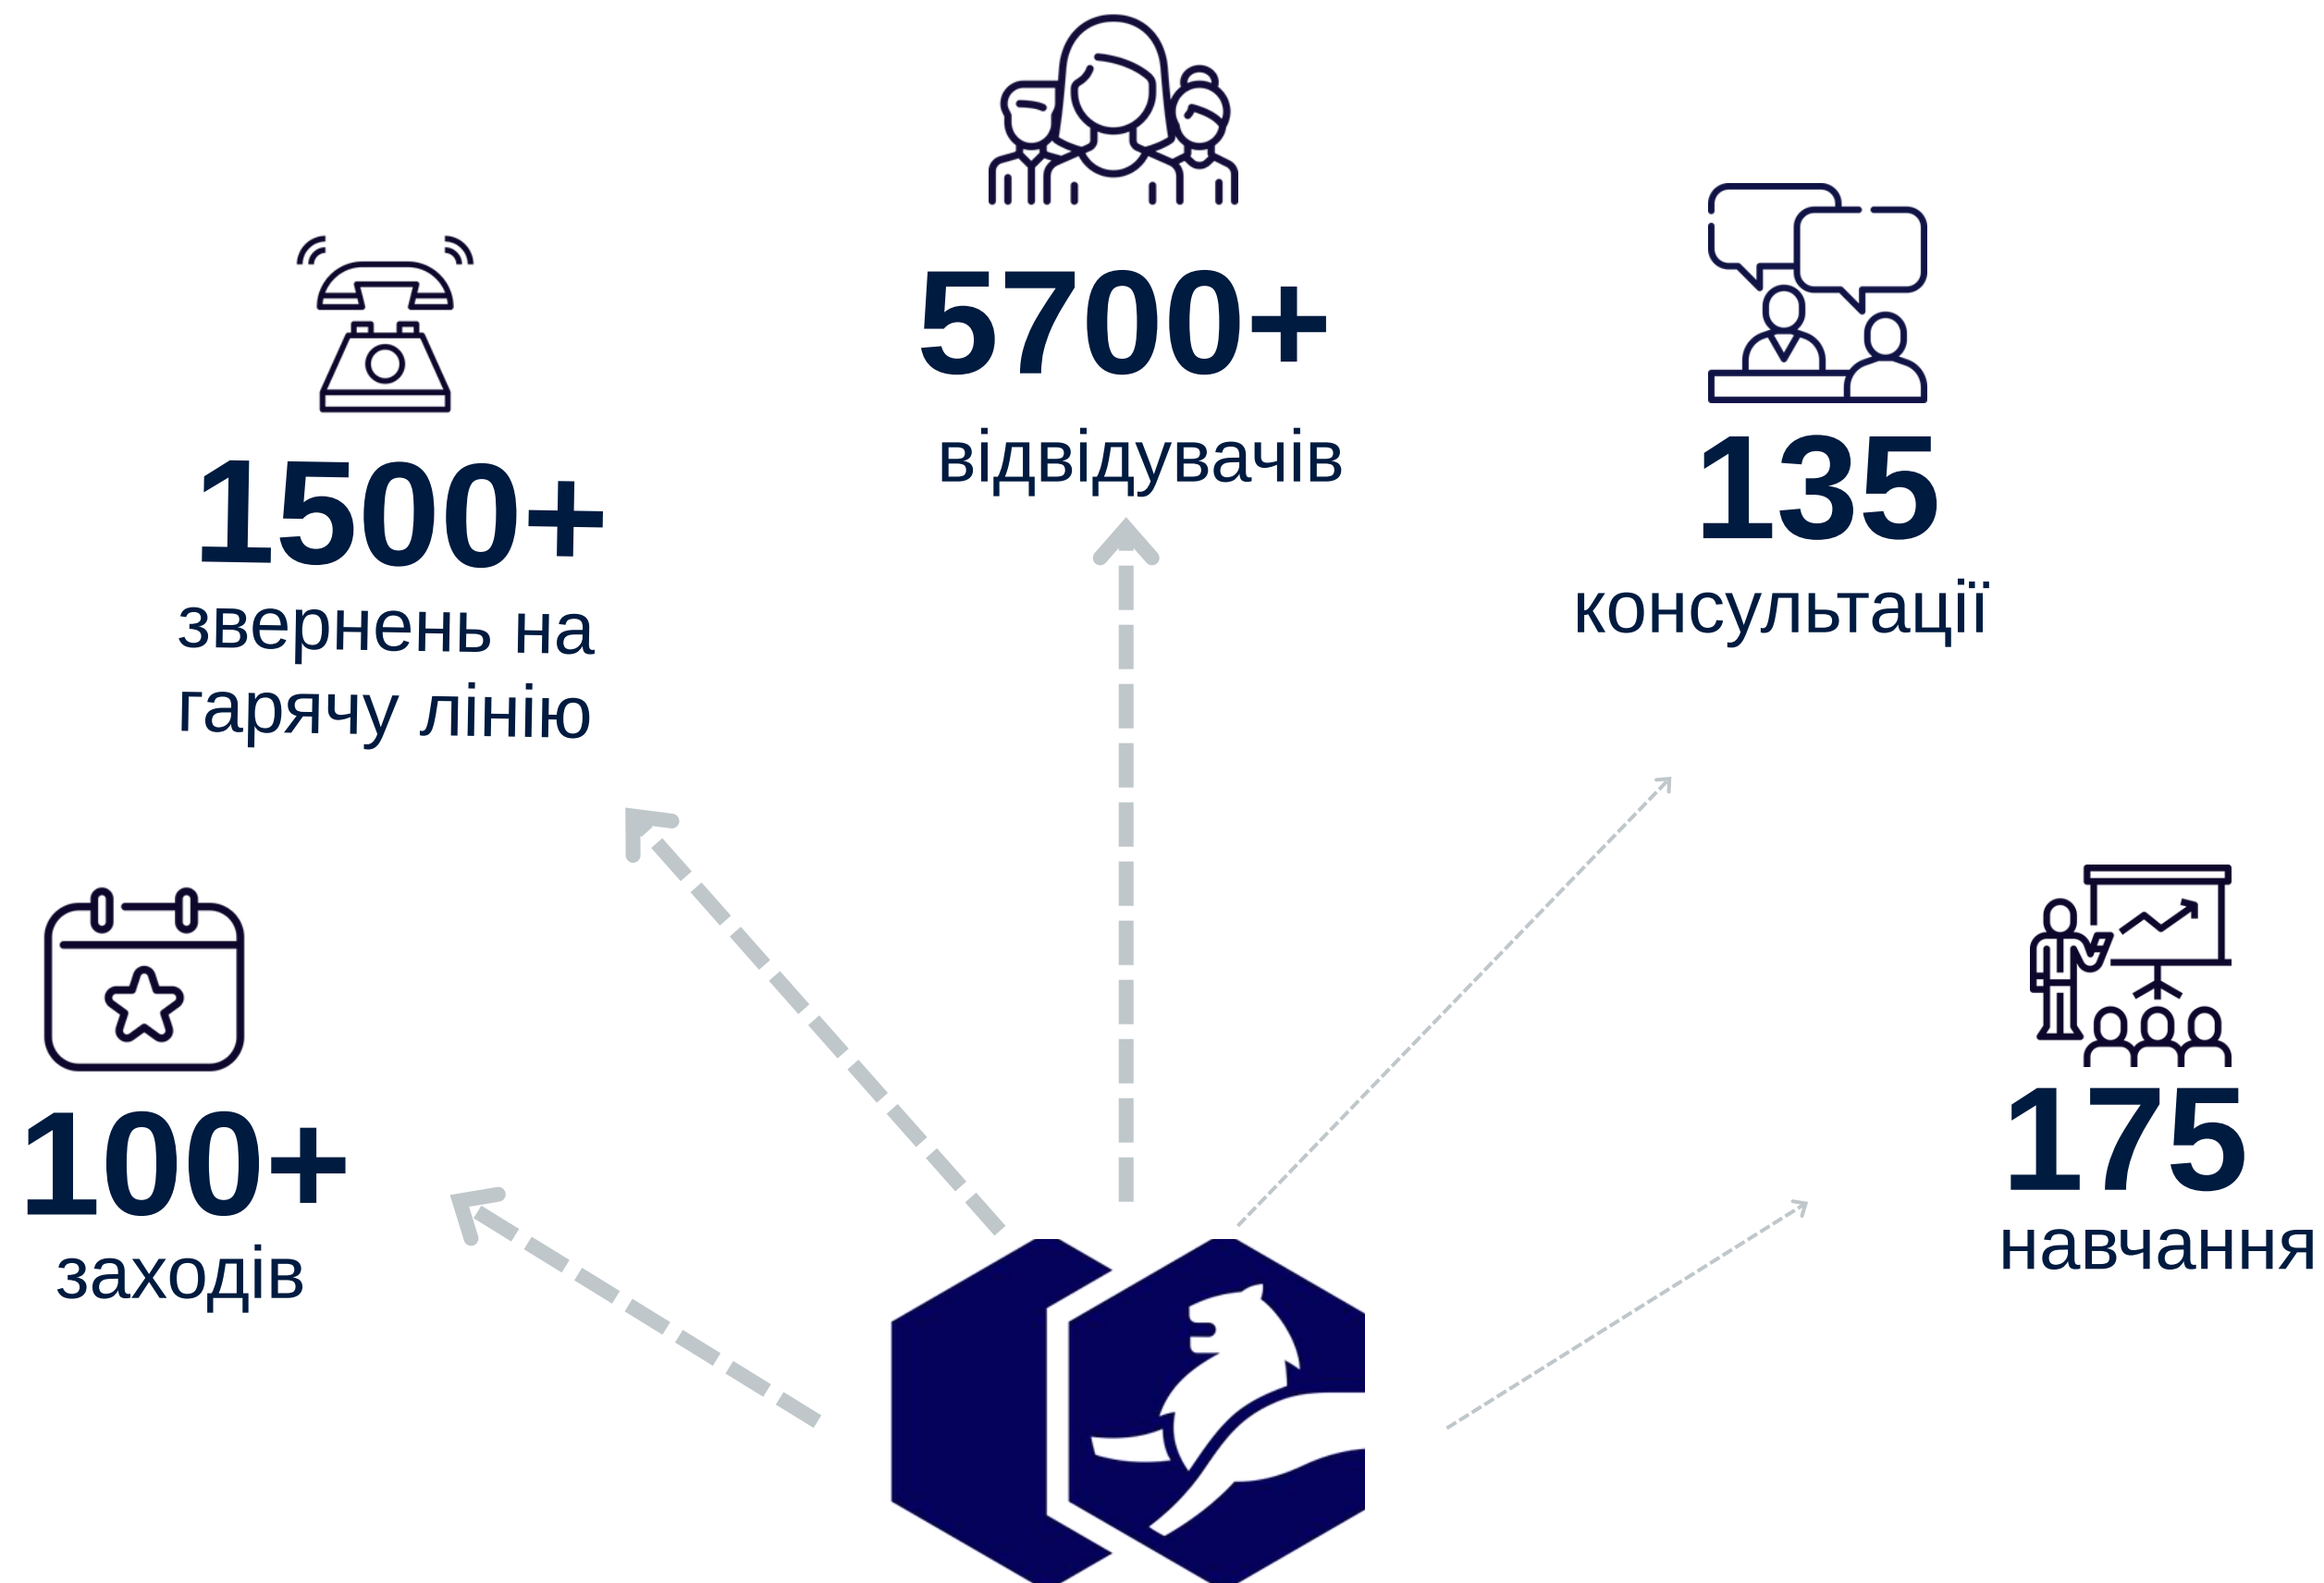 5700+
відвідувачів
1500+
звернень на
гарячу лінію
135
консультації
100+
заходів
175
навчання